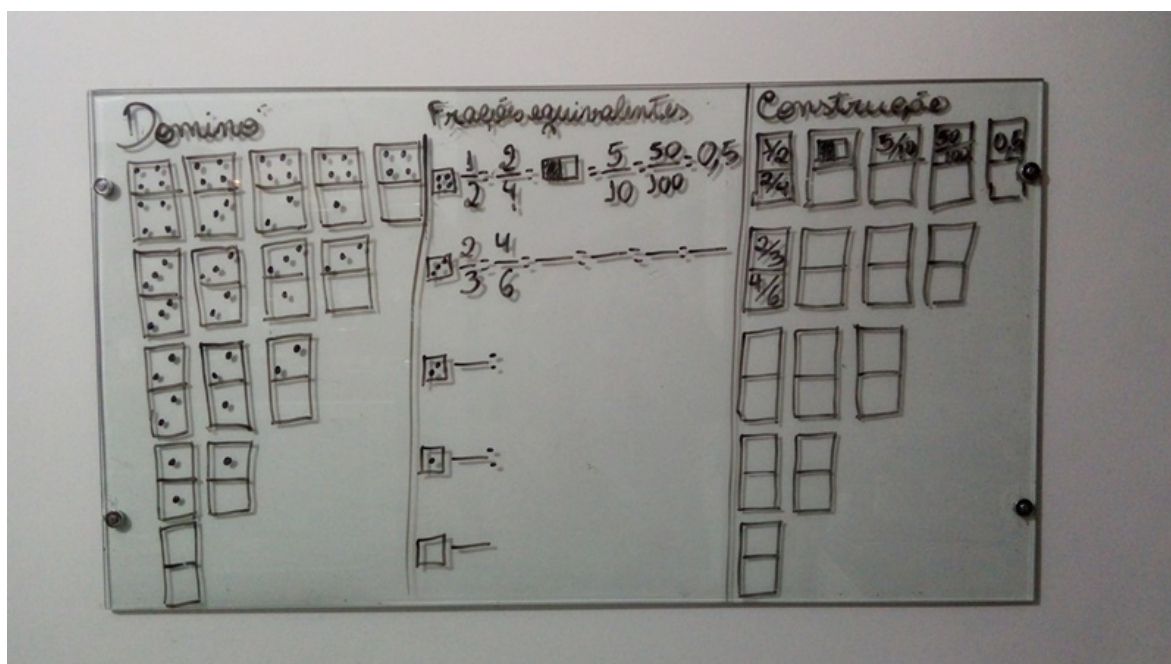 Domino
Frações equivalentes
1/2 = 2/4 = = 5/10 = 50/100 = 0,5
2/3 = 4/6 = = = =
Construção
1/2 2/4
5/10
50/100
0,5
2/3 4/6